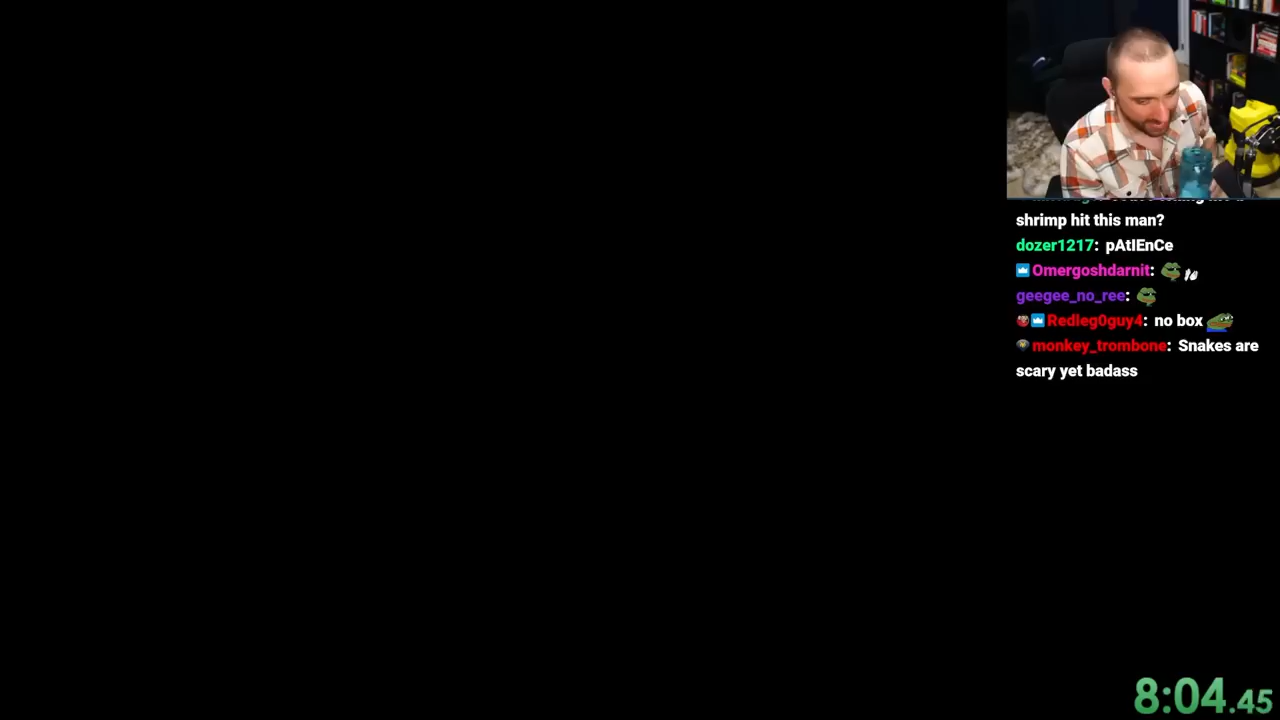 shrimp hit this man?
dozer1217: pAtIEnCe
Omergoshdarnit:
geegee_no_ree:
Redleg0guy4: no box
monkey_trombone: Snakes are
scary yet badass
8:04.45